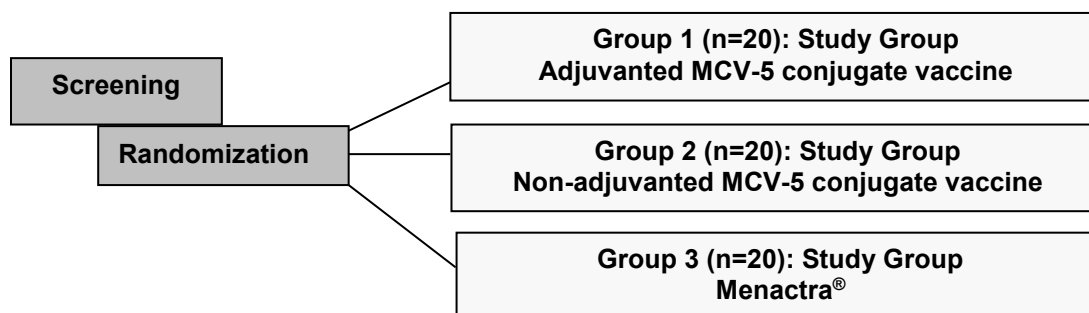 Screening
Randomization
Group 1 (n=20): Study Group
Adjuvanted MCV-5 conjugate vaccine
Group 2 (n=20): Study Group
Non-adjuvanted MCV-5 conjugate vaccine
Group 3 (n=20): Study Group
Menactra®